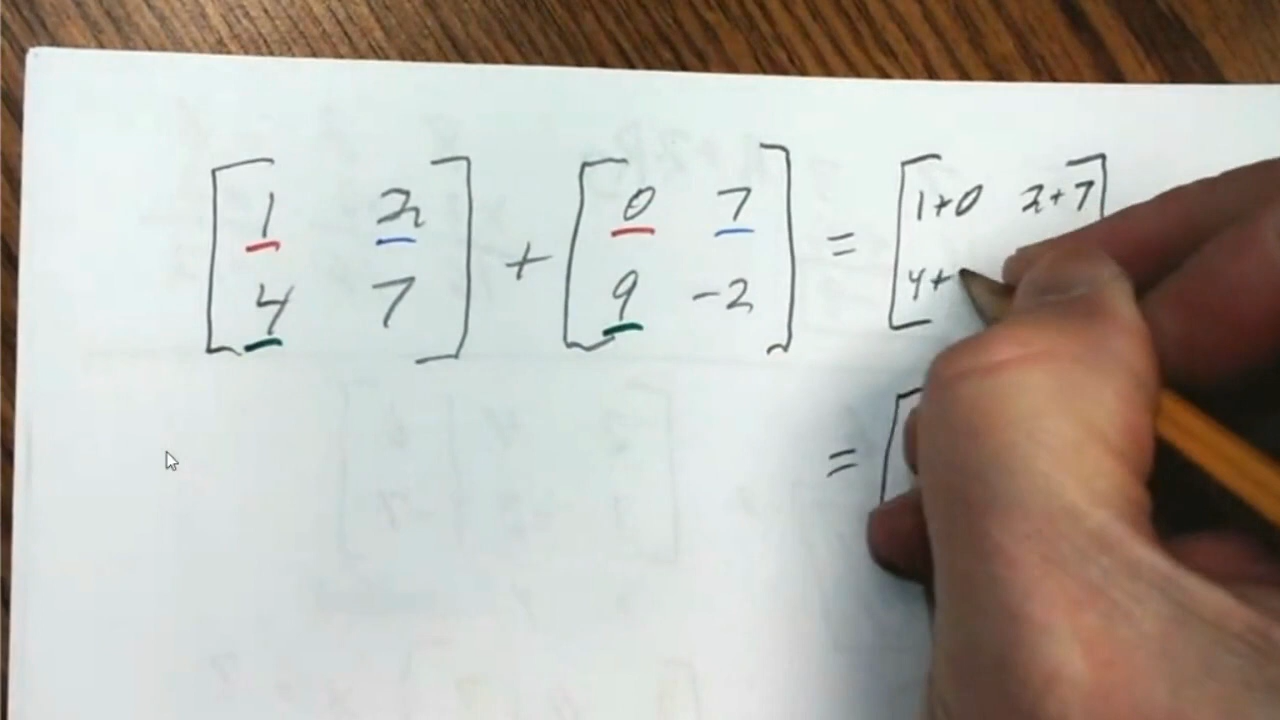 1 2 + 0 7 = 1+0 2+7
4 7 9 -2 4+
=